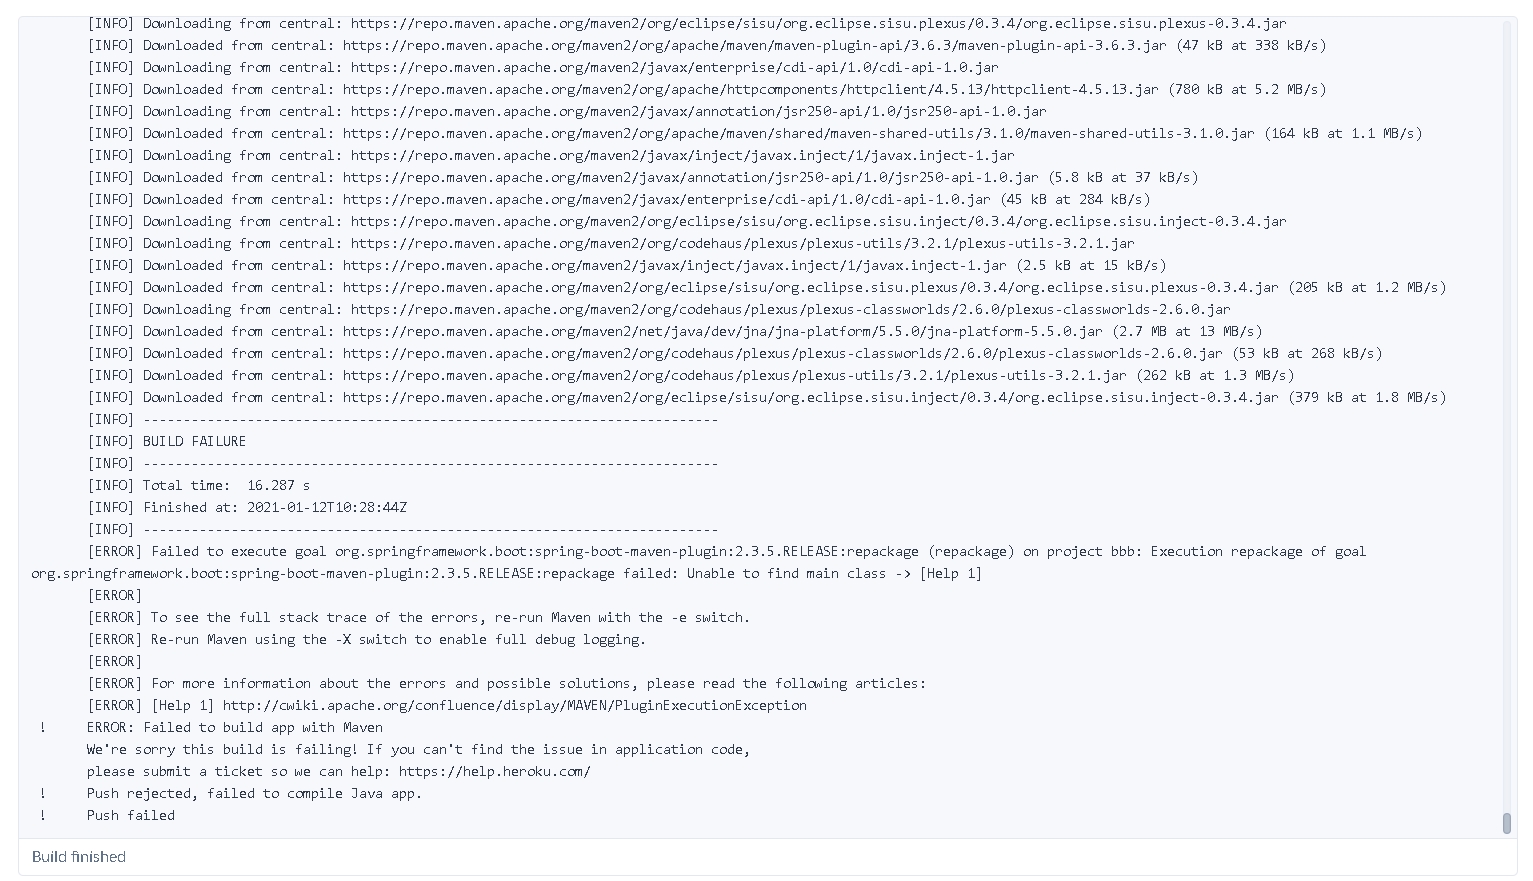 [INFO] Downloading from central: https://repo.maven.apache.org/maven2/org/eclipse/sisu/org.eclipse.sisu.plexus/0.3.4/org.eclipse.sisu.plexus-0.3.4.jar
[INFO] Downloaded from central: https://repo.maven.apache.org/maven2/org/apache/maven/maven-plugin-api/3.6.3/maven-plugin-api-3.6.3.jar (47 kB at 338 kB/s)
[INFO] Downloading from central: https://repo.maven.apache.org/maven2/javax/enterprise/cdi-api/1.0/cdi-api-1.0.jar
[INFO] Downloaded from central: https://repo.maven.apache.org/maven2/org/apache/httpcomponents/httpclient/4.5.13/httpclient-4.5.13.jar (780 kB at 5.2 MB/s)
[INFO] Downloading from central: https://repo.maven.apache.org/maven2/javax/annotation/jsr250-api/1.0/jsr250-api-1.0.jar
[INFO] Downloaded from central: https://repo.maven.apache.org/maven2/org/apache/maven/shared/maven-shared-utils/3.1.0/maven-shared-utils-3.1.0.jar (164 kB at 1.1 MB/s)
[INFO] Downloading from central: https://repo.maven.apache.org/maven2/javax/inject/javax.inject/1/javax.inject-1.jar
[INFO] Downloaded from central: https://repo.maven.apache.org/maven2/javax/annotation/jsr250-api/1.0/jsr250-api-1.0.jar (5.8 kB at 37 kB/s)
[INFO] Downloaded from central: https://repo.maven.apache.org/maven2/javax/enterprise/cdi-api/1.0/cdi-api-1.0.jar (45 kB at 284 kB/s)
[INFO] Downloading from central: https://repo.maven.apache.org/maven2/org/eclipse/sisu/org.eclipse.sisu.inject/0.3.4/org.eclipse.sisu.inject-0.3.4.jar
[INFO] Downloading from central: https://repo.maven.apache.org/maven2/org/codehaus/plexus/plexus-utils/3.2.1/plexus-utils-3.2.1.jar
[INFO] Downloaded from central: https://repo.maven.apache.org/maven2/javax/inject/javax.inject/1/javax.inject-1.jar (2.5 kB at 15 kB/s)
[INFO] Downloaded from central: https://repo.maven.apache.org/maven2/org/eclipse/sisu/org.eclipse.sisu.plexus/0.3.4/org.eclipse.sisu.plexus-0.3.4.jar (205 kB at 1.2 MB/s)
[INFO] Downloading from central: https://repo.maven.apache.org/maven2/org/codehaus/plexus/plexus-classworlds/2.6.0/plexus-classworlds-2.6.0.jar
[INFO] Downloaded from central: https://repo.maven.apache.org/maven2/net/java/dev/jna/jna-platform/5.5.0/jna-platform-5.5.0.jar (2.7 MB at 13 MB/s)
[INFO] Downloaded from central: https://repo.maven.apache.org/maven2/org/codehaus/plexus/plexus-classworlds/2.6.0/plexus-classworlds-2.6.0.jar (53 kB at 268 kB/s)
[INFO] Downloaded from central: https://repo.maven.apache.org/maven2/org/codehaus/plexus/plexus-utils/3.2.1/plexus-utils-3.2.1.jar (262 kB at 1.3 MB/s)
[INFO] Downloaded from central: https://repo.maven.apache.org/maven2/org/eclipse/sisu/org.eclipse.sisu.inject/0.3.4/org.eclipse.sisu.inject-0.3.4.jar (379 kB at 1.8 MB/s)
[INFO] ------------------------------------------------------------------------
[INFO] BUILD FAILURE
[INFO] ------------------------------------------------------------------------
[INFO] Total time:  16.287 s
[INFO] Finished at: 2021-01-12T10:28:44Z
[INFO] ------------------------------------------------------------------------
[ERROR] Failed to execute goal org.springframework.boot:spring-boot-maven-plugin:2.3.5.RELEASE:repackage (repackage) on project bbb: Execution repackage of goal
org.springframework.boot:spring-boot-maven-plugin:2.3.5.RELEASE:repackage failed: Unable to find main class -> [Help 1]
[ERROR]
[ERROR] To see the full stack trace of the errors, re-run Maven with the -e switch.
[ERROR] Re-run Maven using the -X switch to enable full debug logging.
[ERROR]
[ERROR] For more information about the errors and possible solutions, please read the following articles:
[ERROR] [Help 1] http://cwiki.apache.org/confluence/display/MAVEN/PluginExecutionException
!     ERROR: Failed to build app with Maven
We're sorry this build is failing! If you can't find the issue in application code,
please submit a ticket so we can help: https://help.heroku.com/
!     Push rejected, failed to compile Java app.
!     Push failed
Build finished